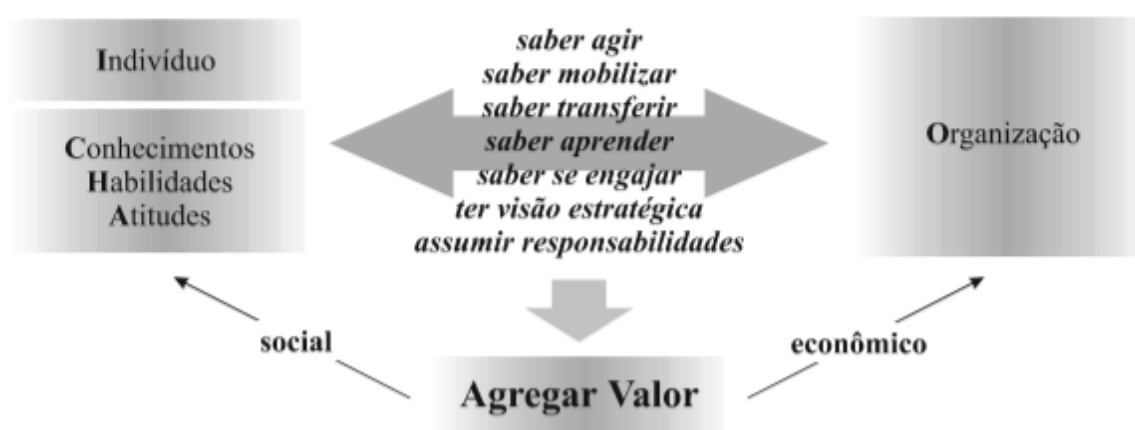 Indivíduo
Conhecimentos
Habilidades
Atitudes
saber agir
saber mobilizar
saber transferir
saber aprender
saber se engajar
ter visão estratégica
assumir responsabilidades
Organização
social
econômico
Agregar Valor